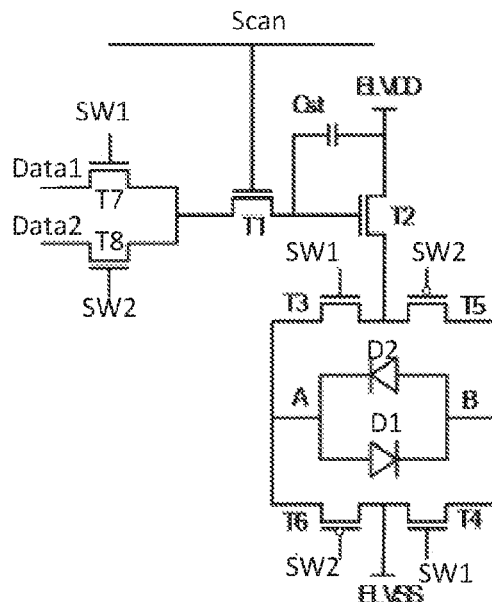 Scan
Cst
ELVDD
SW1
Data1
T7
Data2
T8
T1
T2
SW2
SW1
SW2
T3
T5
D2
A
B
D1
T6
T4
SW2
SW1
ELVSS